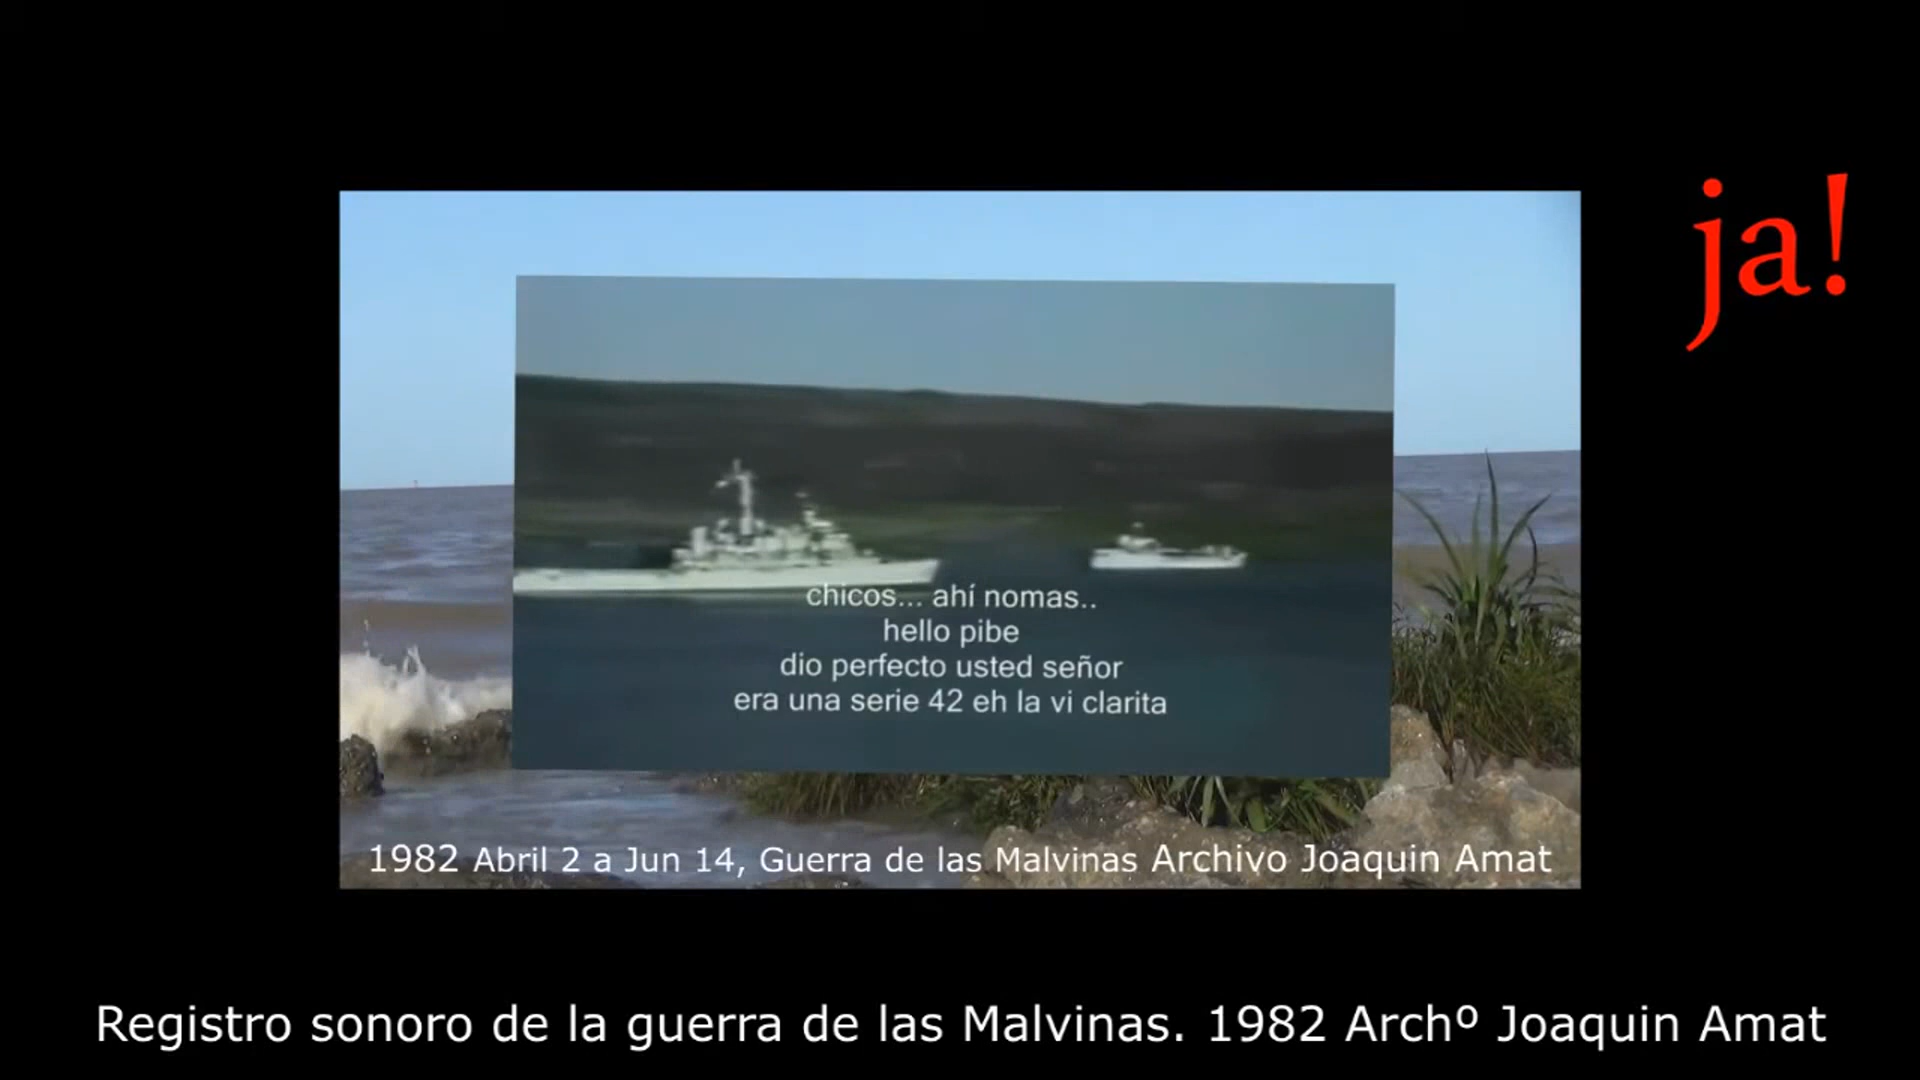 ja!
chicos... ahí nomas..
hello pibe
dio perfecto usted señor
era una serie 42 eh la vi clarita
1982 Abril 2 a Jun 14, Guerra de las Malvinas Archivo Joaquin Amat
Registro sonoro de la guerra de las Malvinas. 1982 Archº Joaquin Amat